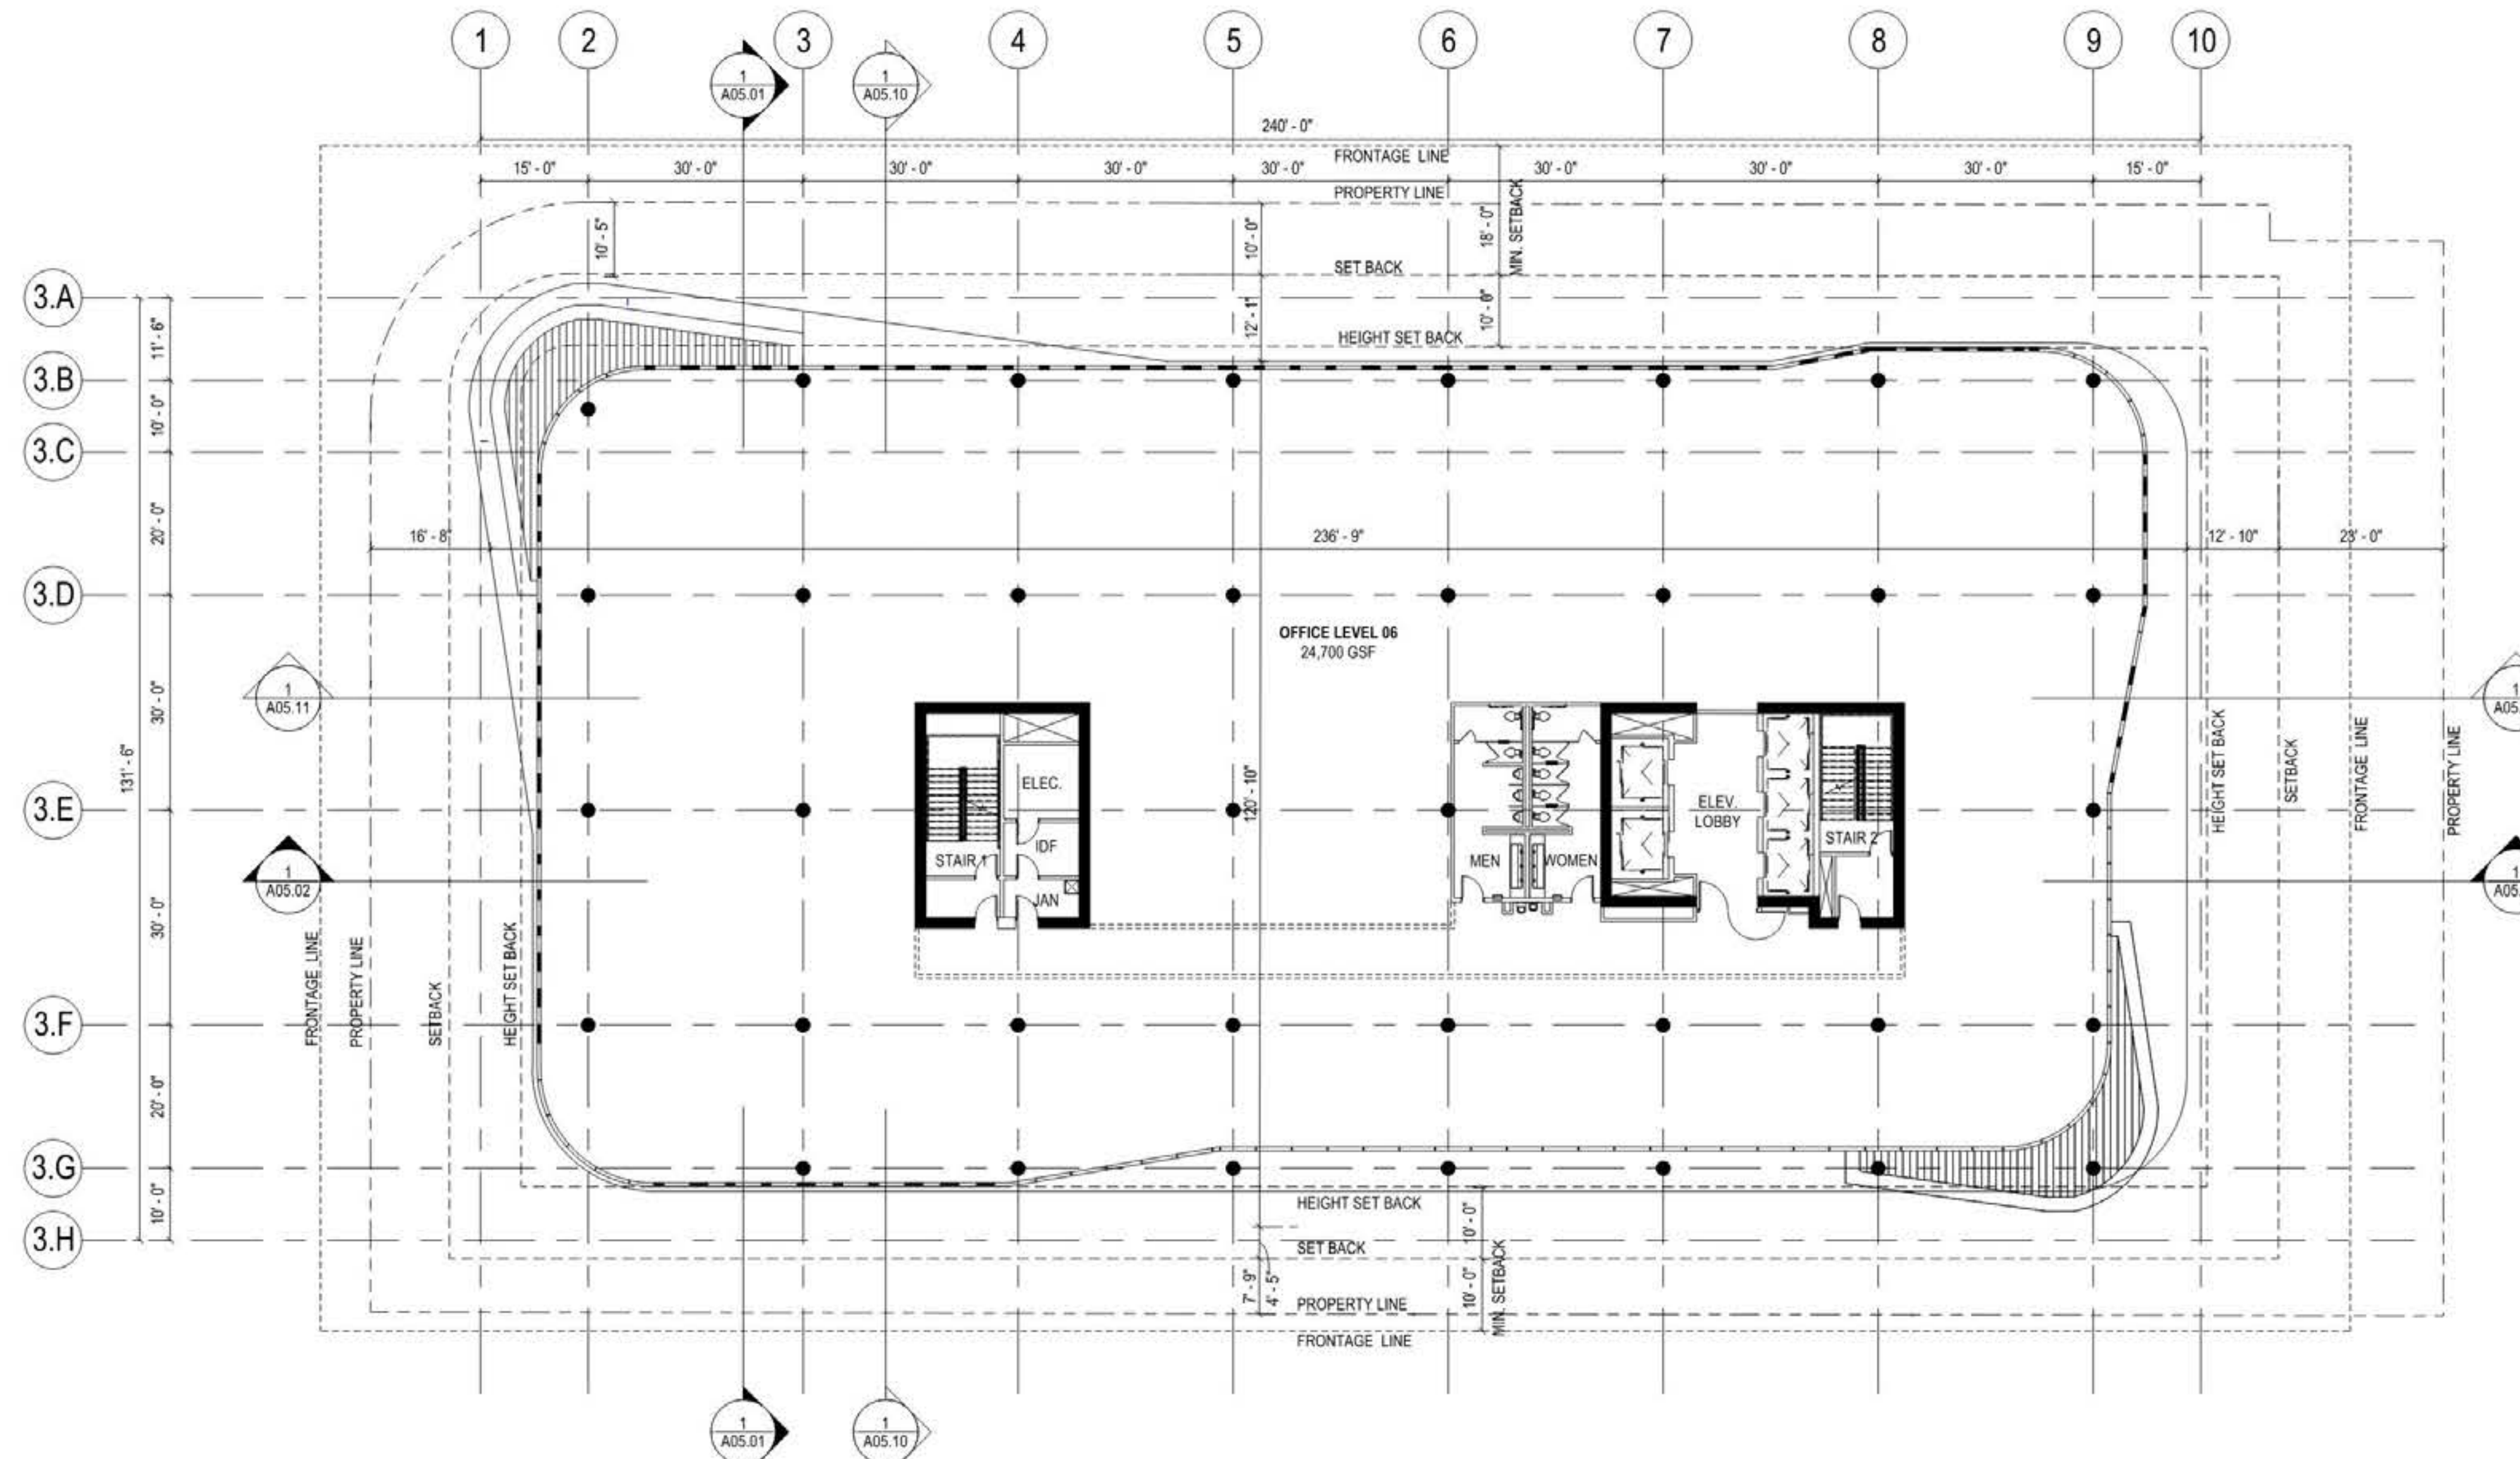 1
2
3
4
5
6
7
8
9
10
1
A05.01
1
A05.10
240' - 0"
FRONTAGE LINE
15' - 0"
30' - 0"
30' - 0"
30' - 0"
30' - 0"
30' - 0"
30' - 0"
30' - 0"
15' - 0"
PROPERTY LINE
10' - 5"
10' - 0"
18' - 0"
MIN. SETBACK
SET BACK
3.A
12' - 1"
10' - 0"
HEIGHT SET BACK
11' - 6"
3.B
10' - 0"
3.C
20' - 0"
16' - 8"
236' - 9"
12' - 10"
23' - 0"
3.D
OFFICE LEVEL 06
24,700 GSF
30' - 0"
1
A05.11
1
A05.
131' - 6"
HEIGHT SET BACK
SETBACK
FRONTAGE LINE
PROPERTY LINE
3.E
ELEC.
120' - 10"
ELEV.
LOBBY
STAIR 2
IDF
STAIR 1
MEN
WOMEN
JAN
1
A05.02
1
A05.
30' - 0"
FRONTAGE LINE
PROPERTY LINE
SETBACK
HEIGHT SET BACK
3.F
20' - 0"
3.G
10' - 0"
HEIGHT SET BACK
10' - 0"
3.H
SET BACK
7' - 9"
4' - 5"
10' - 0"
MIN. SETBACK
PROPERTY LINE
FRONTAGE LINE
1
A05.01
1
A05.10